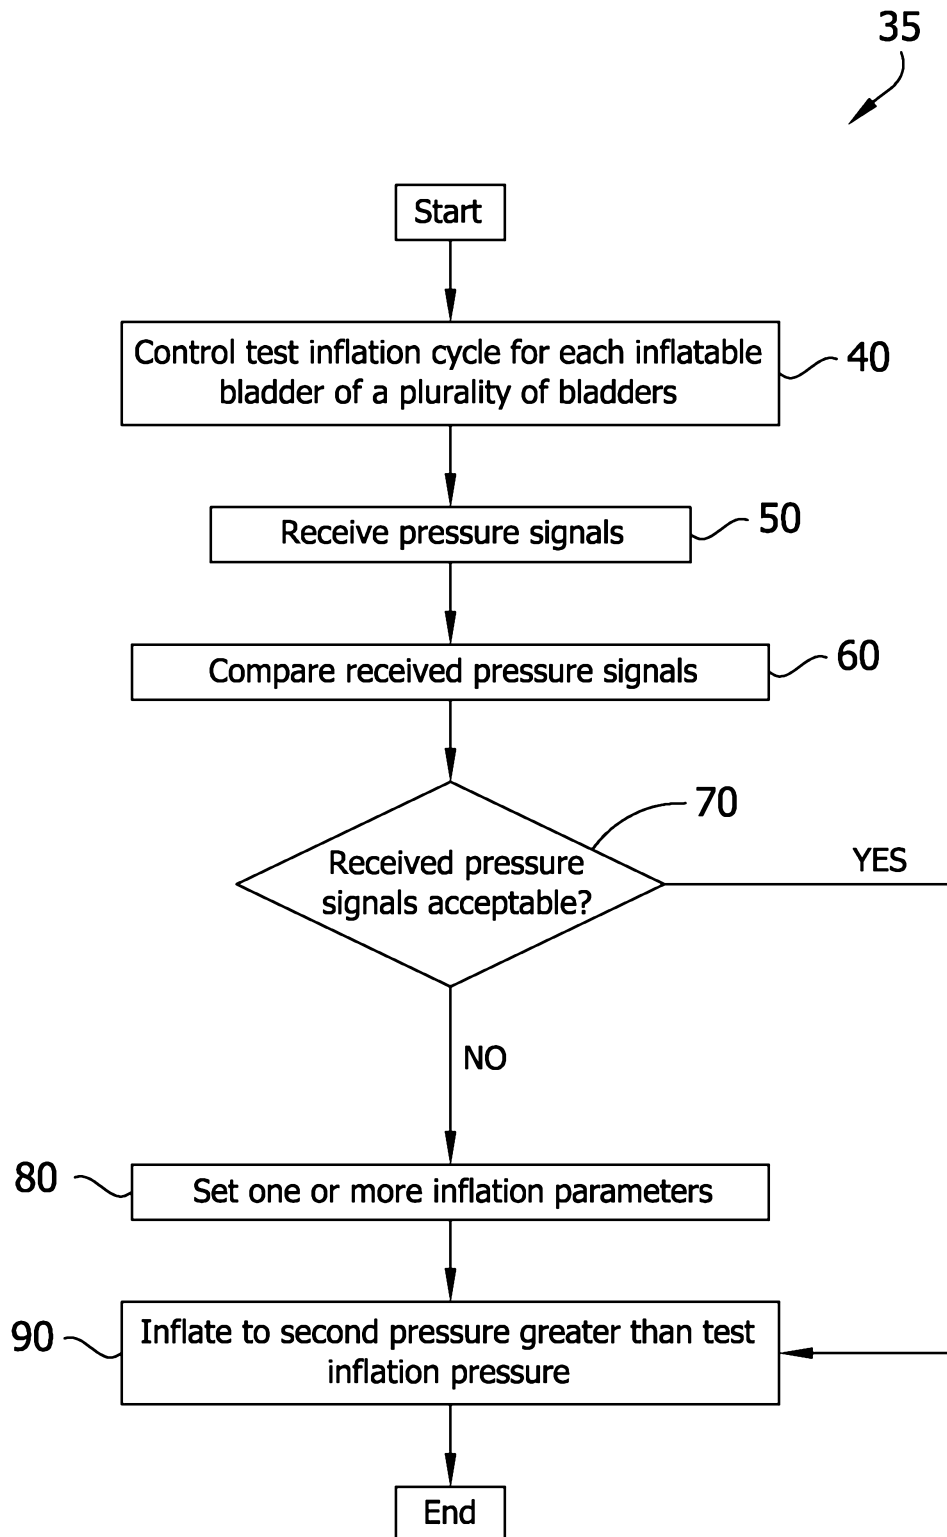 35
Start
Control test inflation cycle for each inflatable
bladder of a plurality of bladders
40
Receive pressure signals
50
Compare received pressure signals
60
70
Received pressure
signals acceptable?
YES
NO
80
Set one or more inflation parameters
90
Inflate to second pressure greater than test
inflation pressure
End